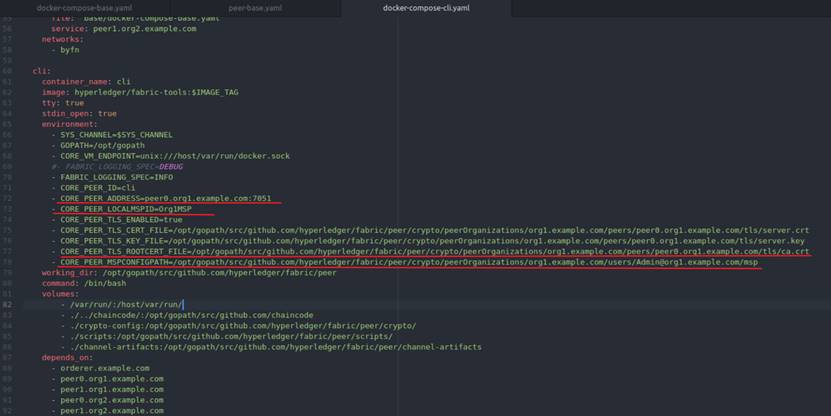 docker-compose-base.yaml peer-base.yaml docker-compose-cli.yaml
55 file: base/docker-compose-base.yaml
56 service: peer1.org2.example.com
57 networks:
58 - byfn
59
60 cli:
61 container_name: cli
62 image: hyperledger/fabric-tools:$IMAGE_TAG
63 tty: true
64 stdin_open: true
65 environment:
66 - SYS_CHANNEL=$SYS_CHANNEL
67 - GOPATH=/opt/gopath
68 - CORE_VM_ENDPOINT=unix:///host/var/run/docker.sock
69 #- FABRIC_LOGGING_SPEC=DEBUG
70 - FABRIC_LOGGING_SPEC=INFO
71 - CORE_PEER_ID=cli
72 - CORE_PEER_ADDRESS=peer0.org1.example.com:7051
73 - CORE_PEER_LOCALMSPID=Org1MSP
74 - CORE_PEER_TLS_ENABLED=true
75 - CORE_PEER_TLS_CERT_FILE=/opt/gopath/src/github.com/hyperledger/fabric/peer/crypto/peerOrganizations/org1.example.com/peers/peer0.org1.example.com/tls/server.crt
76 - CORE_PEER_TLS_KEY_FILE=/opt/gopath/src/github.com/hyperledger/fabric/peer/crypto/peerOrganizations/org1.example.com/peers/peer0.org1.example.com/tls/server.key
77 - CORE_PEER_TLS_ROOTCERT_FILE=/opt/gopath/src/github.com/hyperledger/fabric/peer/crypto/peerOrganizations/org1.example.com/peers/peer0.org1.example.com/tls/ca.crt
78 - CORE_PEER_MSPCONFIGPATH=/opt/gopath/src/github.com/hyperledger/fabric/peer/crypto/peerOrganizations/org1.example.com/users/Admin@org1.example.com/msp
79 working_dir: /opt/gopath/src/github.com/hyperledger/fabric/peer
80 command: /bin/bash
81 volumes:
82 - /var/run/:/host/var/run/
83 - ./../chaincode/:/opt/gopath/src/github.com/chaincode
84 - ./crypto-config:/opt/gopath/src/github.com/hyperledger/fabric/peer/crypto/
85 - ./scripts:/opt/gopath/src/github.com/hyperledger/fabric/peer/scripts/
86 - ./channel-artifacts:/opt/gopath/src/github.com/hyperledger/fabric/peer/channel-artifacts
87 depends_on:
88 - orderer.example.com
89 - peer0.org1.example.com
90 - peer1.org1.example.com
91 - peer0.org2.example.com
92 - peer1.org2.example.com